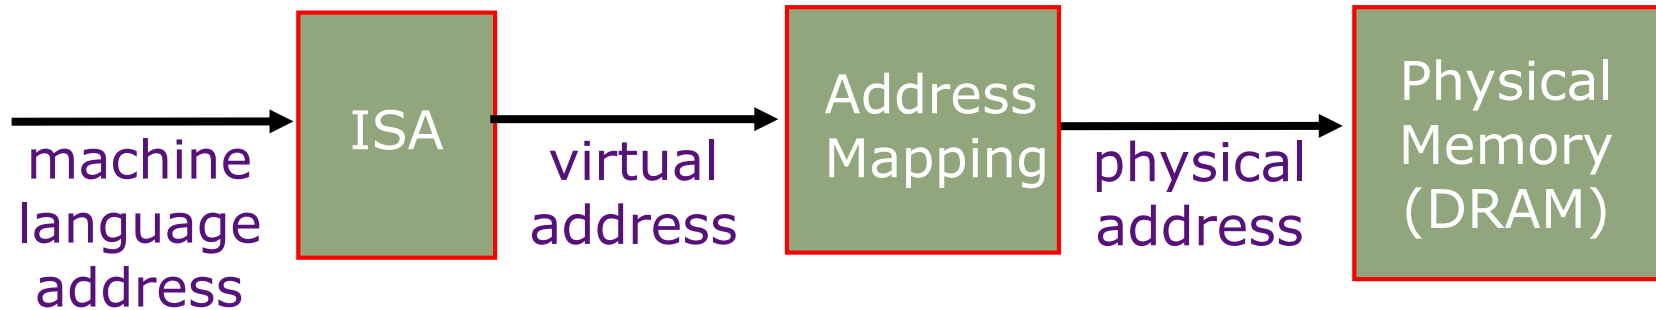 machine
language
address
ISA
virtual
address
Address
Mapping
physical
address
Physical
Memory
(DRAM)